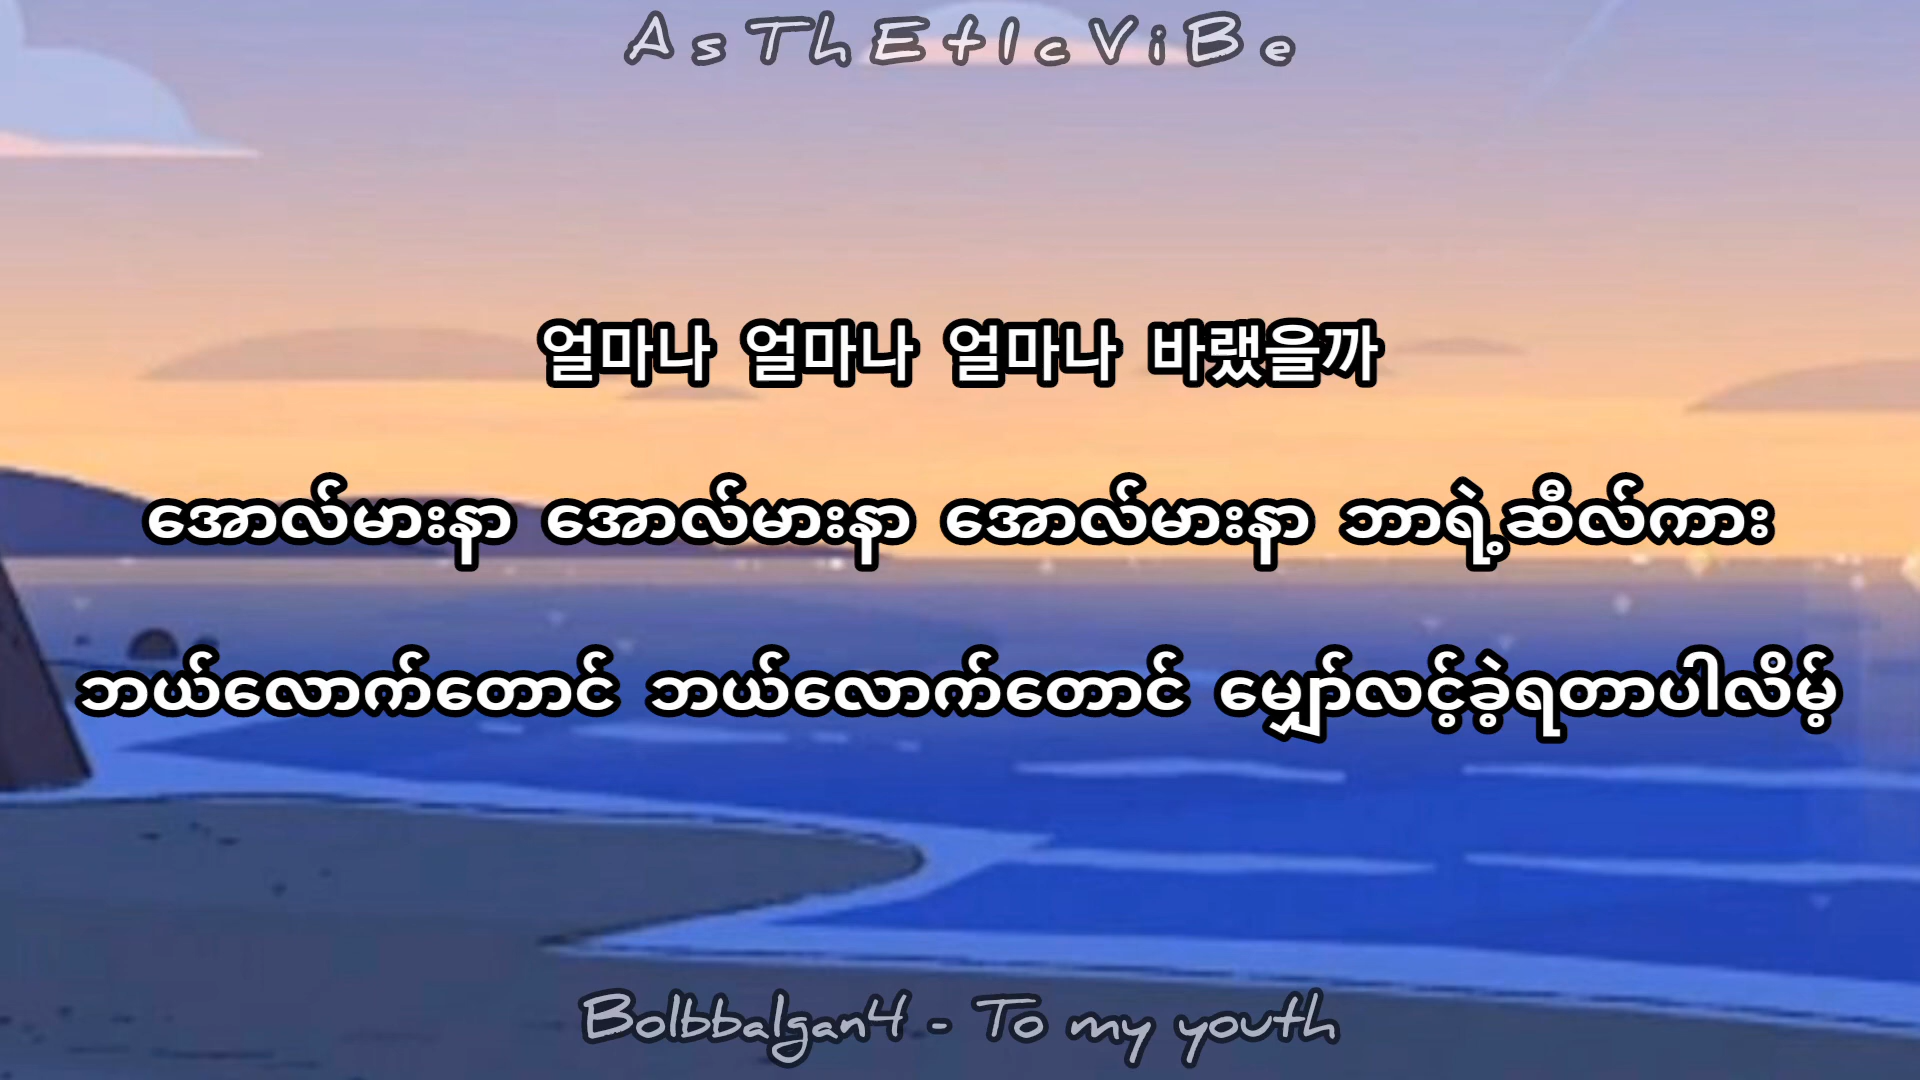 AsThEtIcViBe
얼마나 얼마나 얼마나 바랬을까
အောလ်မားနာ အောလ်မားနာ အောလ်မားနာ ဘာရဲ့ဆီလ်ကား
ဘယ်လောက်တောင် ဘယ်လောက်တောင် မျှော်လင့်ခဲ့ရတာပါလိမ့်
Bolbbalgan4 - To my youth